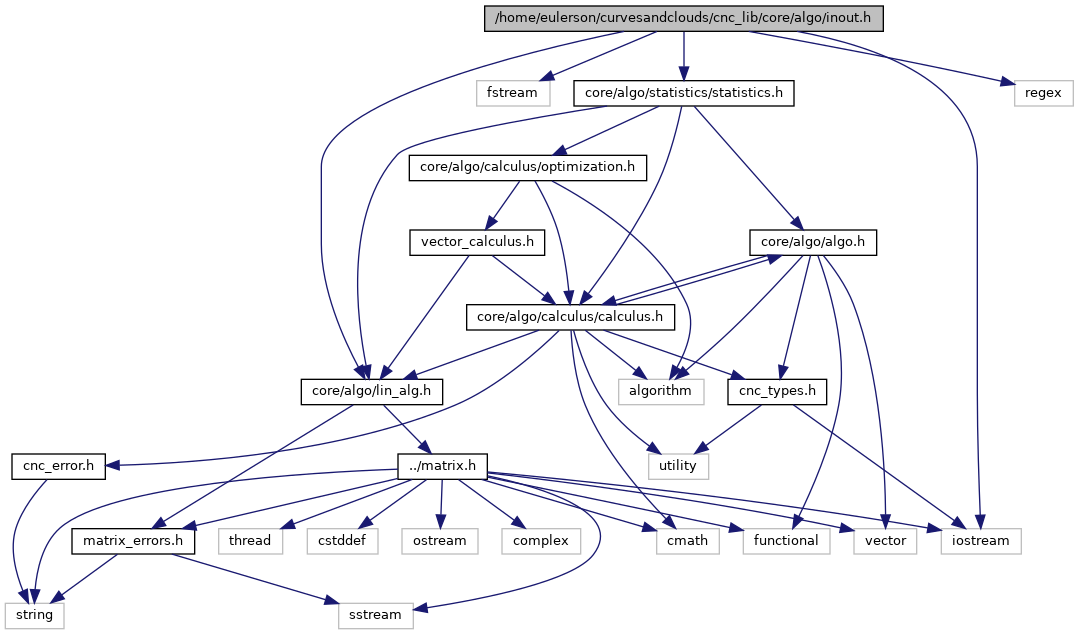 /home/eulerson/curvesandclouds/cnc_lib/core/algo/inout.h
fstream
core/algo/statistics/statistics.h
regex
core/algo/calculus/optimization.h
vector_calculus.h
core/algo/algo.h
core/algo/calculus/calculus.h
core/algo/lin_alg.h
algorithm
cnc_types.h
cnc_error.h
../matrix.h
utility
matrix_errors.h
thread
cstddef
ostream
complex
cmath
functional
vector
iostream
string
sstream